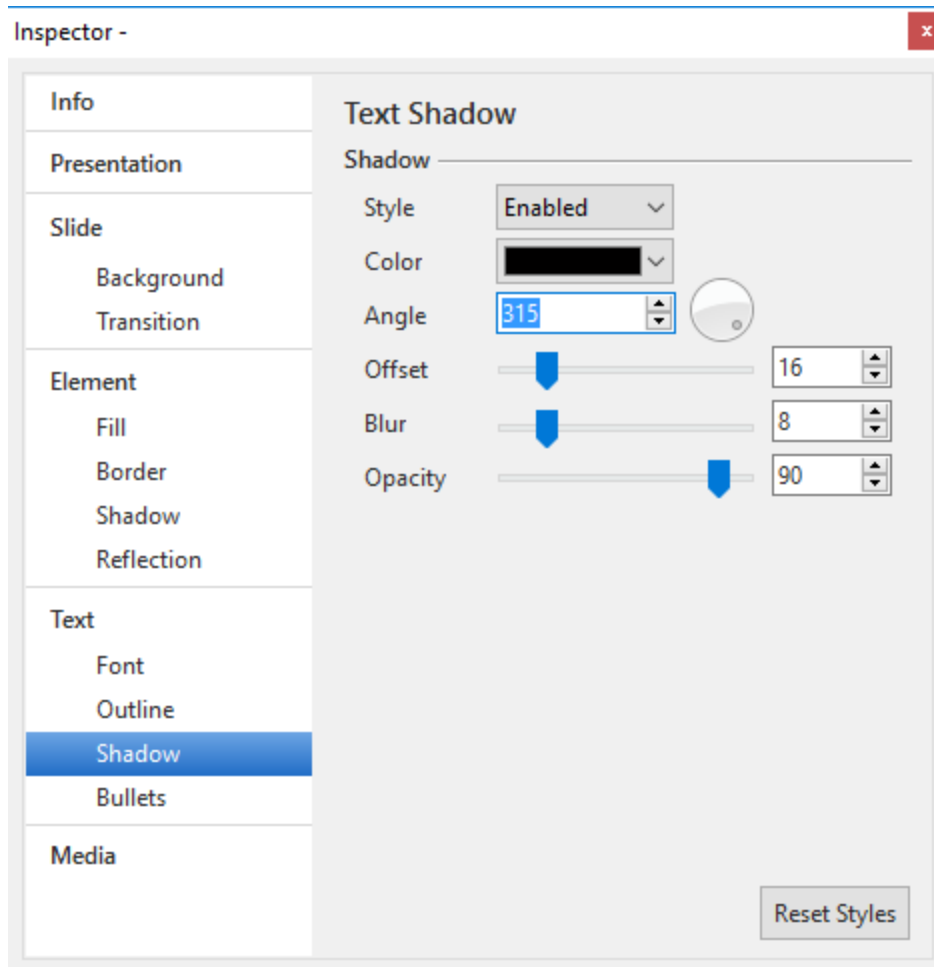 Inspector -
x
Info
Presentation
Slide
Background
Transition
Element
Fill
Border
Shadow
Reflection
Text
Font
Outline
Shadow
Bullets
Media
Text Shadow
Shadow
Style Enabled
Color
Angle 315
Offset 16
Blur 8
Opacity 90
Reset Styles